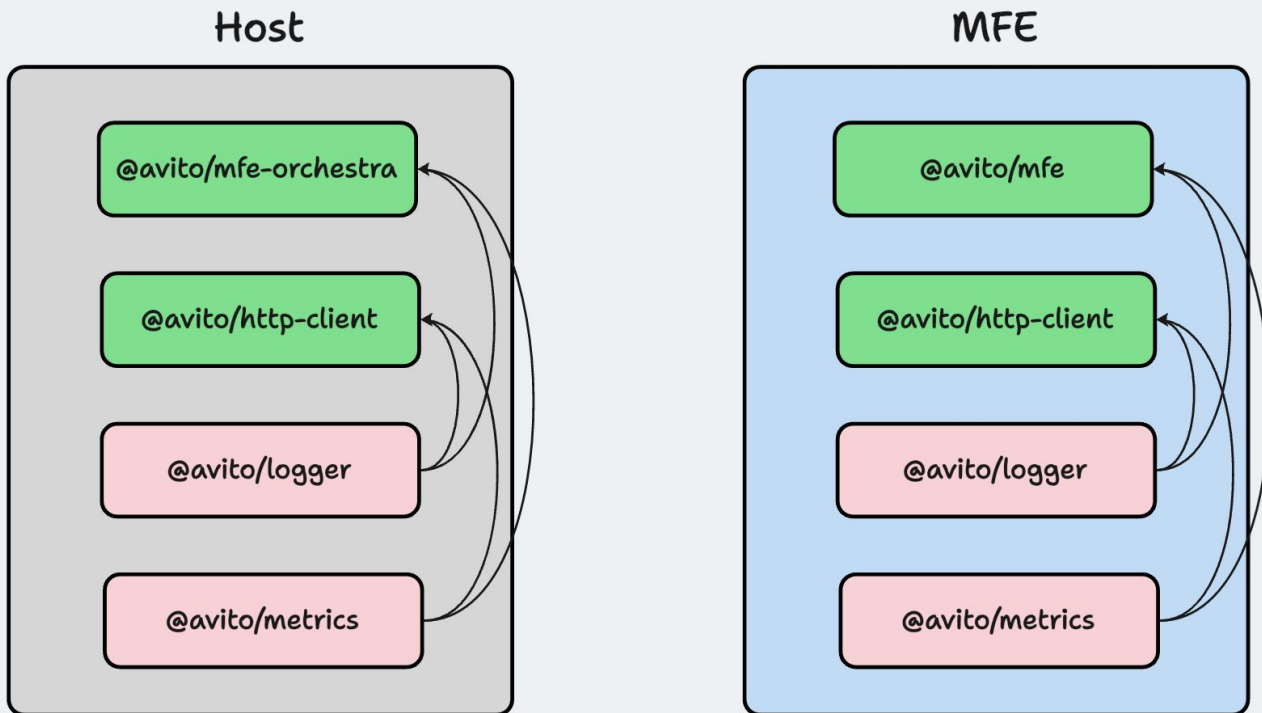 Host
@avito/mfe-orchestra
@avito/http-client
@avito/logger
@avito/metrics
MFE
@avito/mfe
@avito/http-client
@avito/logger
@avito/metrics